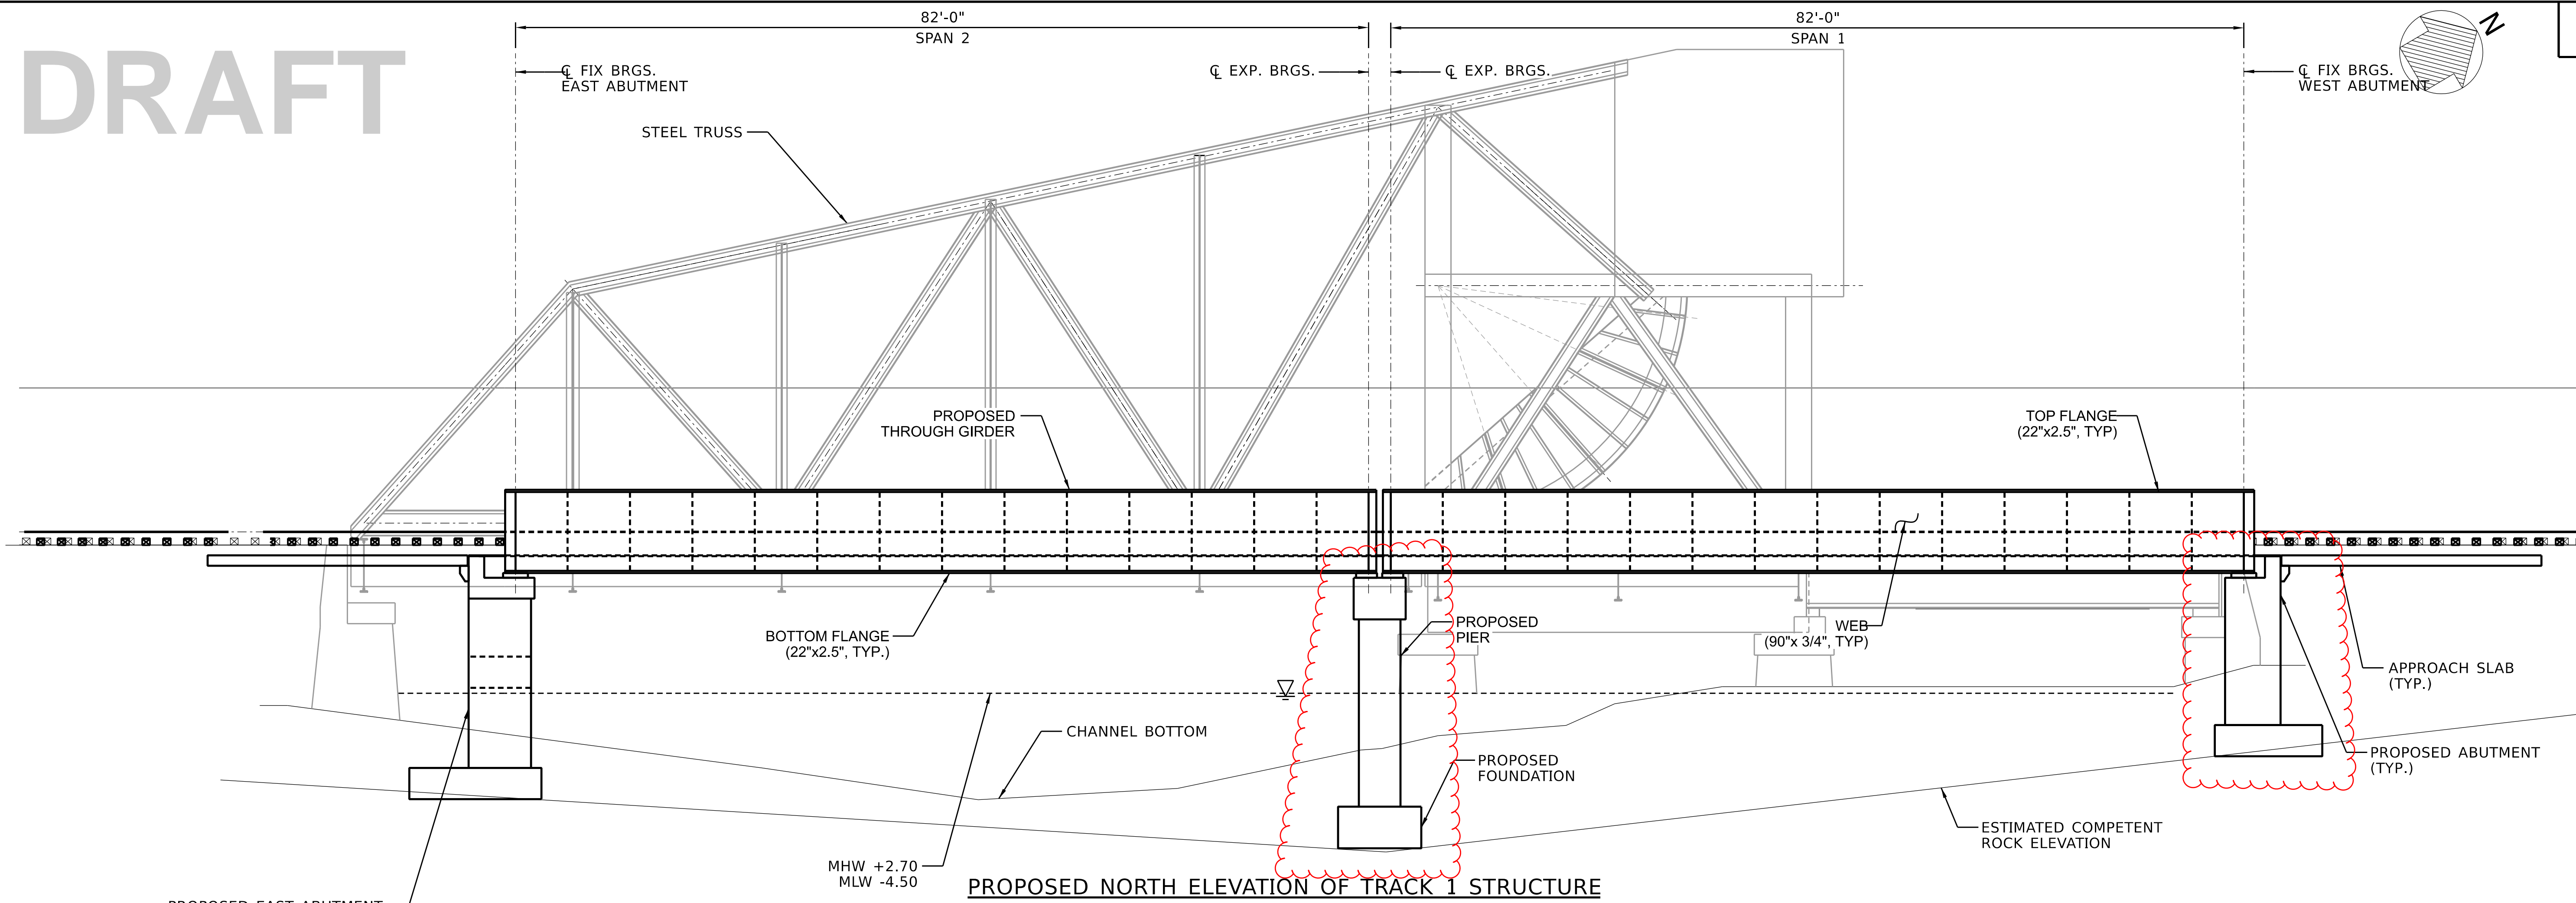 DRAFT
82'-0"
SPAN 2
82'-0"
SPAN 1
N
℄ FIX BRGS.
EAST ABUTMENT
℄ EXP. BRGS.
℄ EXP. BRGS.
℄ FIX BRGS.
WEST ABUTMENT
STEEL TRUSS
PROPOSED
THROUGH GIRDER
TOP FLANGE
(22"x2.5", TYP)
BOTTOM FLANGE
(22"x2.5", TYP.)
PROPOSED
PIER
WEB
(90"x 3/4", TYP)
APPROACH SLAB
(TYP.)
CHANNEL BOTTOM
PROPOSED
FOUNDATION
PROPOSED ABUTMENT
(TYP.)
ESTIMATED COMPETENT
ROCK ELEVATION
MHW +2.70
MLW -4.50
PROPOSED NORTH ELEVATION OF TRACK 1 STRUCTURE
PROPOSED EAST ABUTMENT